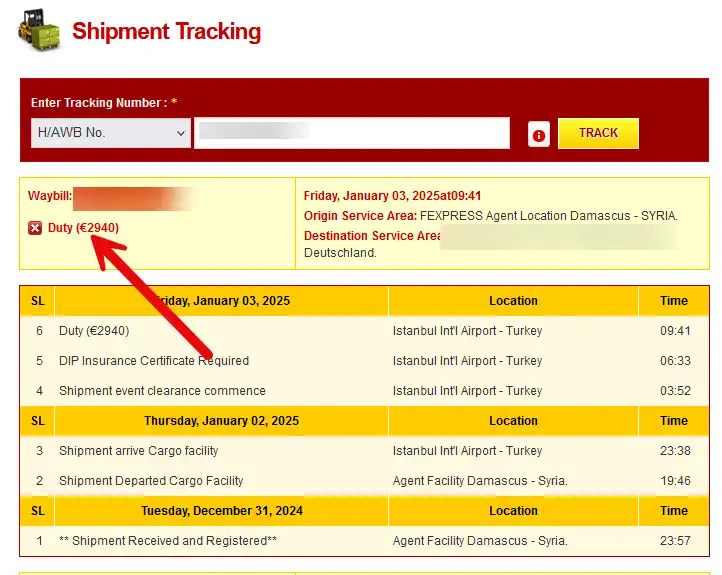 Shipment Tracking
Enter Tracking Number : *
H/AWB No.
TRACK
Waybill:
Duty (€2940)
Friday, January 03, 2025at09:41
Origin Service Area: FEXPRESS Agent Location Damascus - SYRIA.
Destination Service Area
Deutschland.
SL Friday, January 03, 2025 Location Time
6 Duty (€2940) Istanbul Int'l Airport - Turkey 09:41
5 DIP Insurance Certificate Required Istanbul Int'l Airport - Turkey 06:33
4 Shipment event clearance commence Istanbul Int'l Airport - Turkey 03:52
SL Thursday, January 02, 2025 Location Time
3 Shipment arrive Cargo facility Istanbul Int'l Airport - Turkey 23:38
2 Shipment Departed Cargo Facility Agent Facility Damascus - Syria. 19:46
SL Tuesday, December 31, 2024 Location Time
1 ** Shipment Received and Registered** Agent Facility Damascus - Syria. 23:57